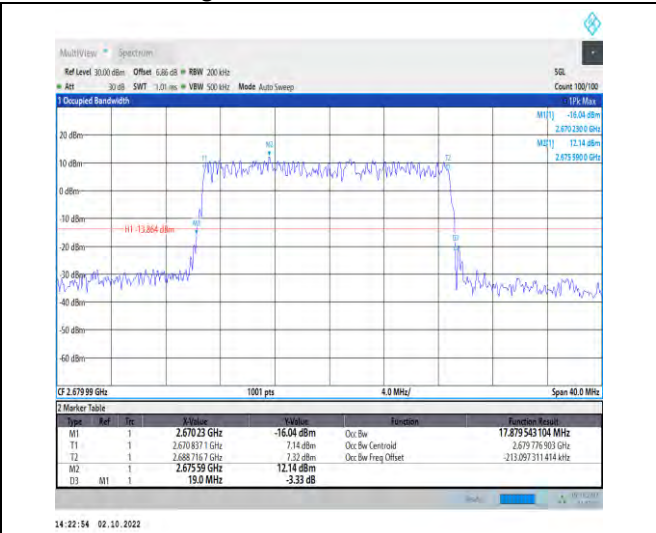 MultiView Spectrum
Ref Level 30.00 dBm Offset 6.86 dB RBW 200 kHz SGL
Att 30 dB SWT 1.01 ms VBW 500 kHz Mode Auto Sweep Count 100/100
1 Occupied Bandwidth 1Pk Max
M1[1] -16.04 dBm
2.670 230 0 GHz
20 dBm M2[1] 12.14 dBm
2.675 590 0 GHz
M2
T1 T2
10 dBm
0 dBm
-10 dBm
M1
H1 -13.864 dBm
D3
-20 dBm
-30 dBm
-40 dBm
-50 dBm
-60 dBm
CF 2.679 99 GHz 1001 pts 4.0 MHz/ Span 40.0 MHz
2 Marker Table
Type Ref Trc X-Value Y-Value Function Function Result
M1 1 2.670 23 GHz -16.04 dBm Occ Bw 17.879 543 104 MHz
T1 1 2.670 837 1 GHz 7.14 dBm Occ Bw Centroid 2.679 776 903 GHz
T2 1 2.688 716 7 GHz 7.32 dBm Occ Bw Freq Offset -213.097 311 414 kHz
M2 1 2.675 59 GHz 12.14 dBm
D3 M1 1 19.0 MHz -3.33 dB
14:22:54 02.10.2022